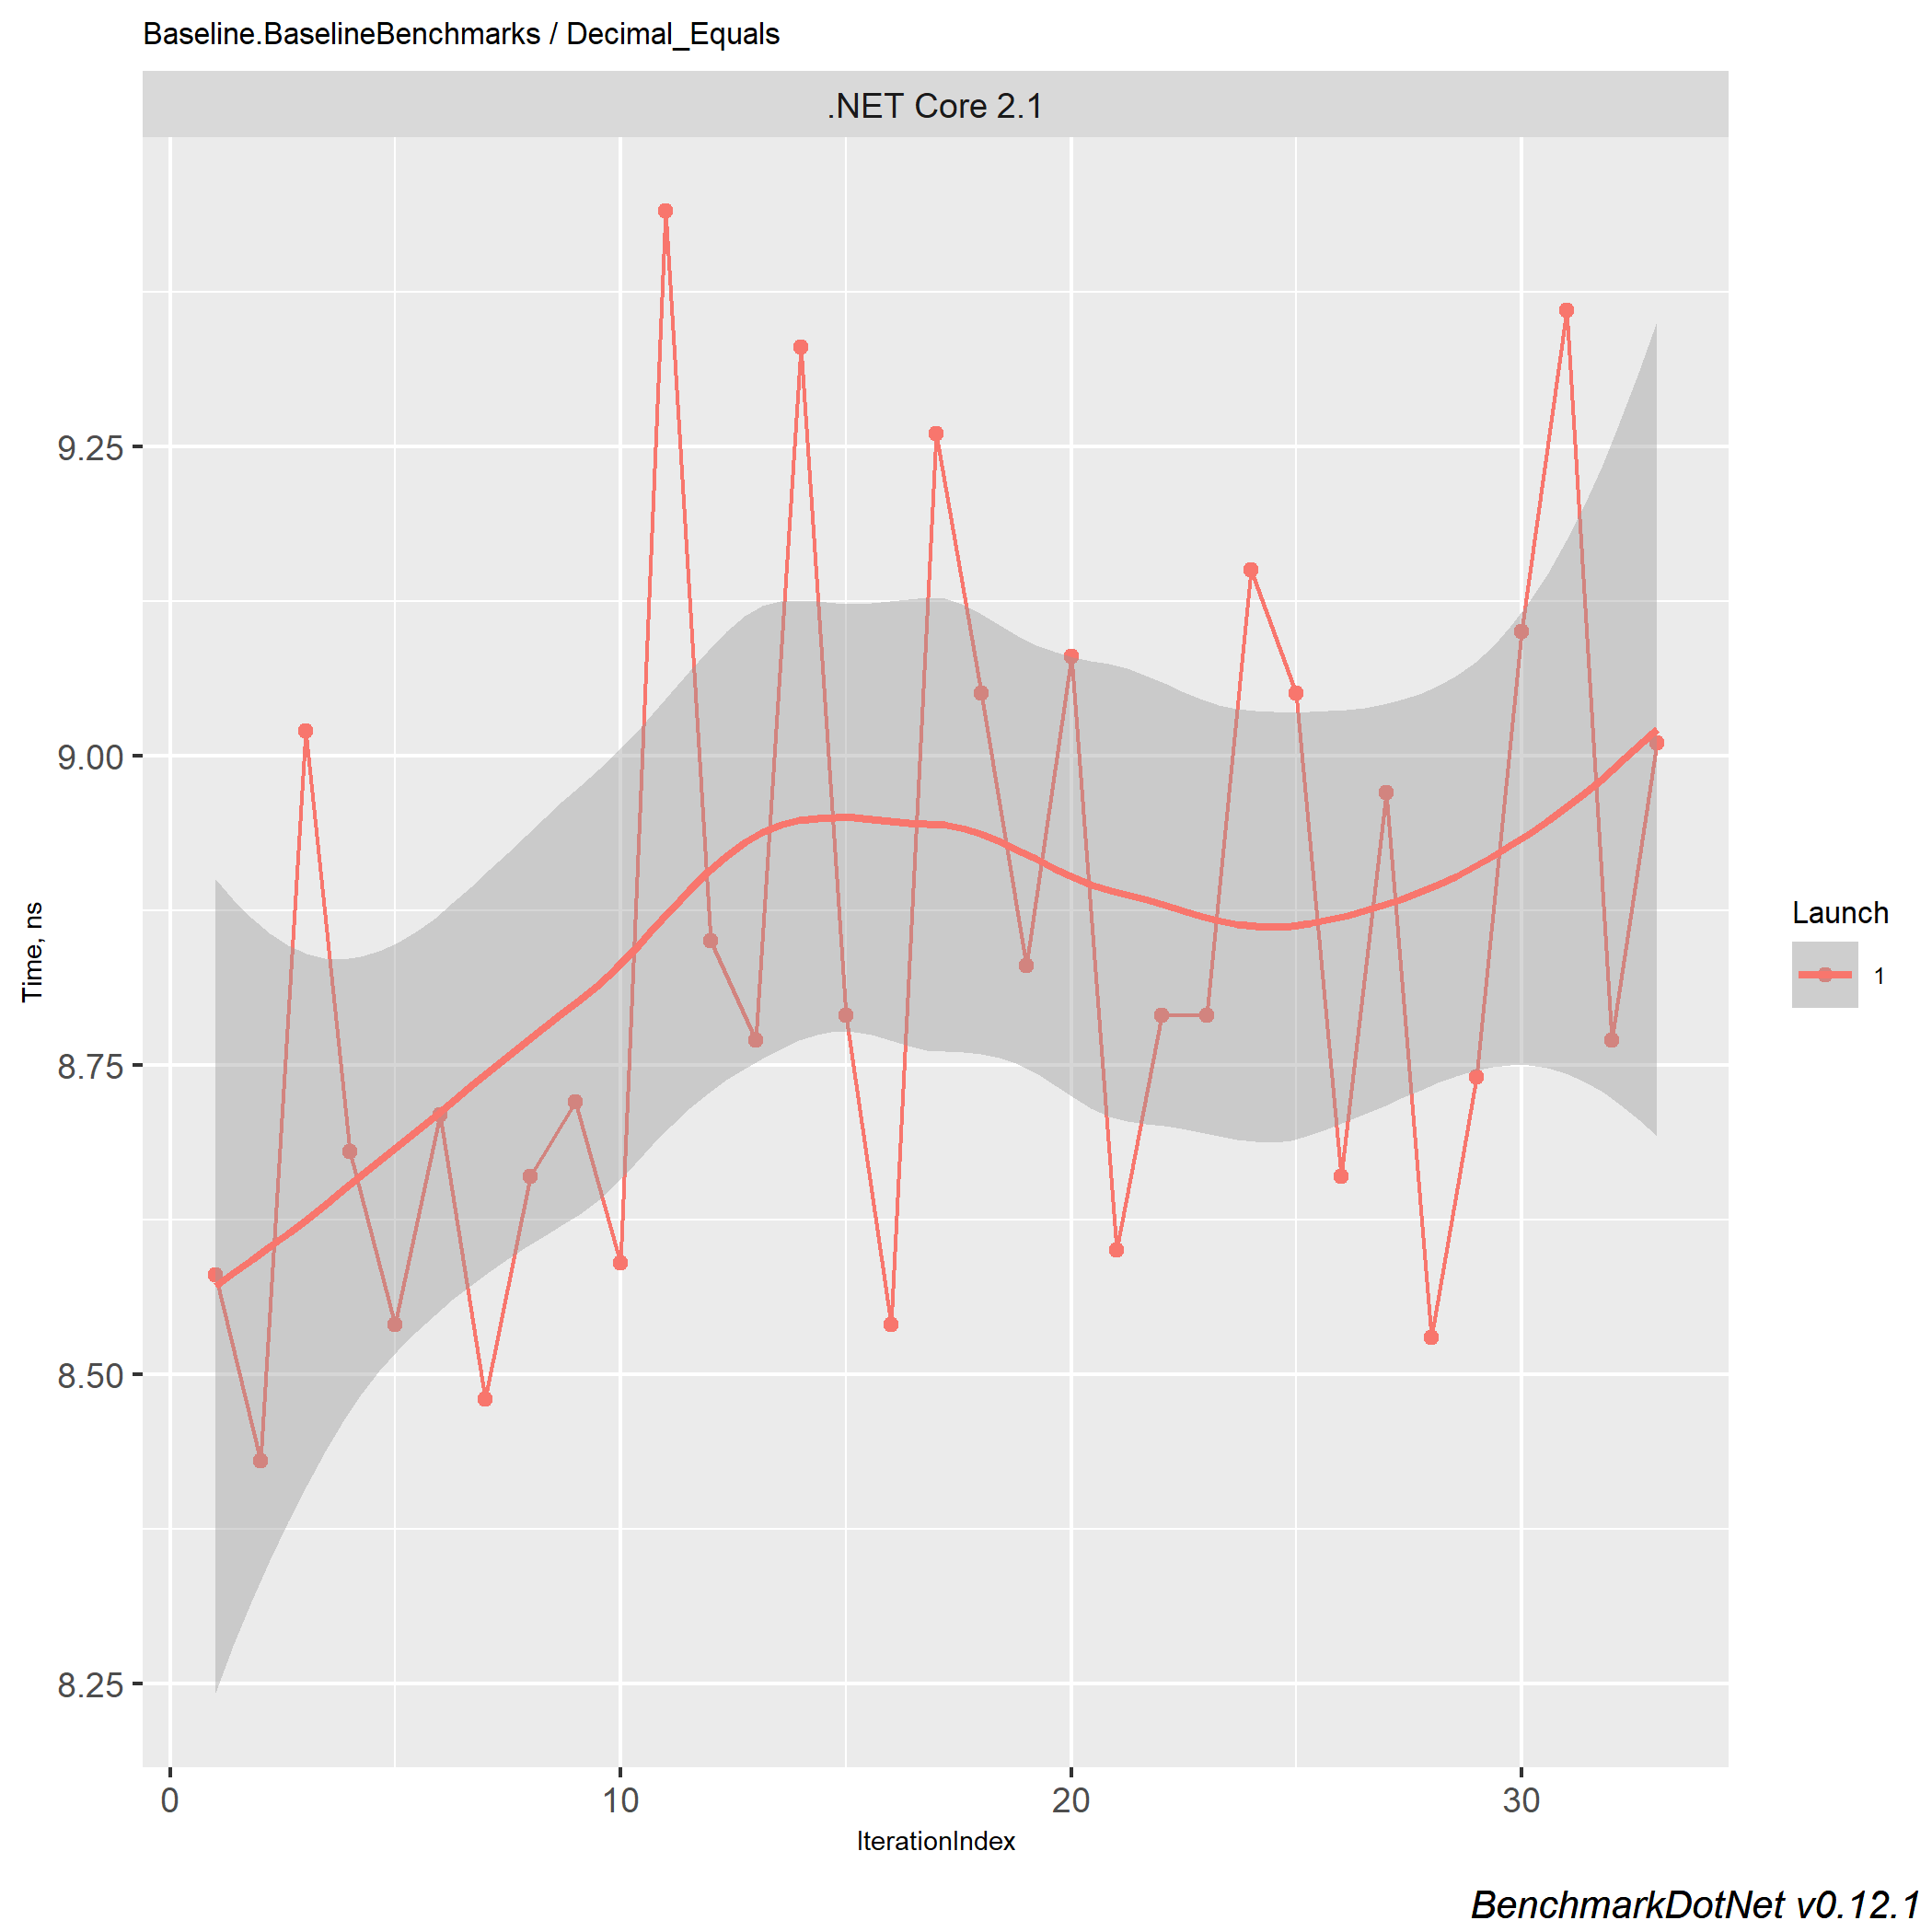 Baseline.BaselineBenchmarks / Decimal_Equals
.NET Core 2.1
9.25
9.00
8.75
8.50
8.25
Time, ns
0 10 20 30
IterationIndex
Launch
1
BenchmarkDotNet v0.12.1